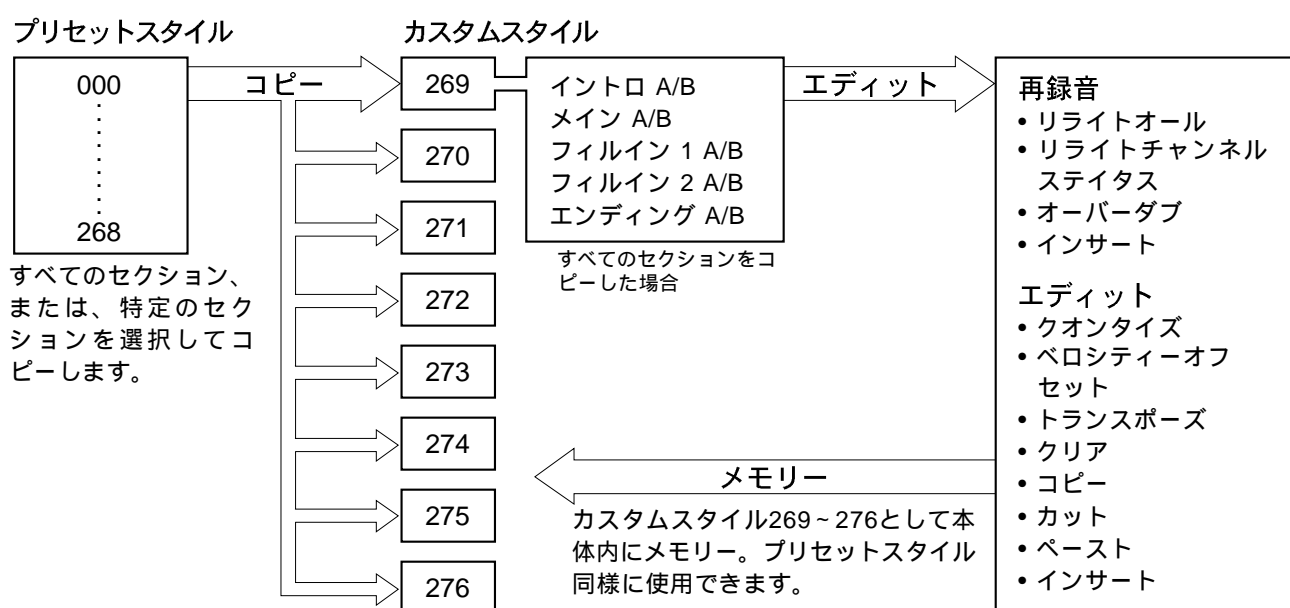 プリセットスタイル
000
268
すべてのセクション、
または、特定のセク
ションを選択してコ
ピーします。
コピー
カスタムスタイル
269
270
271
272
273
274
275
276
イントロ A/B
メイン A/B
フィルイン 1 A/B
フィルイン 2 A/B
エンディング A/B
すべてのセクションをコ
ピーした場合
エディット
再録音
• リライトオール
• リライトチャンネル
ステイタス
• オーバーダブ
• インサート
エディット
• クオンタイズ
• ベロシティーオフ
セット
• トランスポーズ
• クリア
• コピー
• カット
• ペースト
• インサート
メモリー
カスタムスタイル269~276として本
体内にメモリー。プリセットスタイル
同様に使用できます。